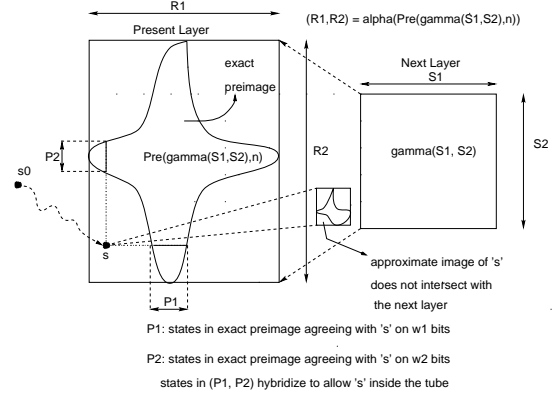 R1
(R1,R2) = alpha(Pre(gamma(S1,S2),n))
Present Layer
exact
preimage
Next Layer
S1
P2
Pre(gamma(S1,S2),n)
R2
gamma(S1, S2)
S2
s0
s
approximate image of 's'
does not intersect with
the next layer
P1
P1: states in exact preimage agreeing with 's' on w1 bits
P2: states in exact preimage agreeing with 's' on w2 bits
states in (P1, P2) hybridize to allow 's' inside the tube